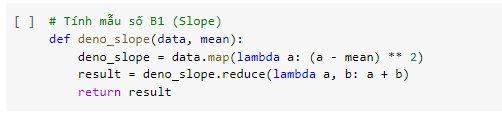 [ ] # Tính mẫu số B1 (Slope)
def deno_slope(data, mean):
    deno_slope = data.map(lambda a: (a - mean) ** 2)
    result = deno_slope.reduce(lambda a, b: a + b)
    return result